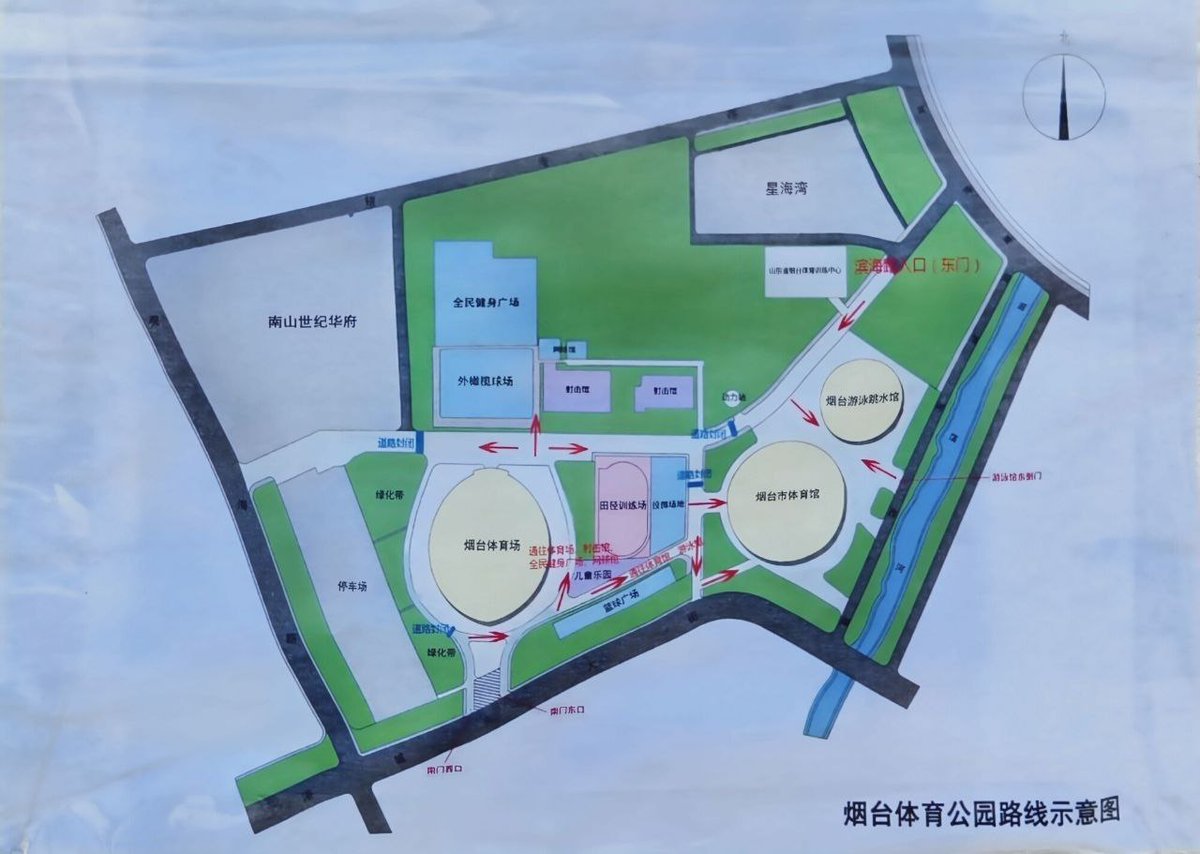 北
星海湾
山东省烟台体育训练中心
滨海路入口（东门）
南山世纪华府
全民健身广场
外橄榄球场
射击馆
射击馆
动力站
烟台游泳跳水馆
道路封闭
道路封闭
道路封闭
游泳馆东侧门
烟台市体育馆
绿化带
田径训练场
投掷场地
烟台体育场
通往体育场、射击馆、
全民健身广场、网球馆
通往体育馆、游泳馆
儿童乐园
停车场
篮球广场
道路封闭
绿化带
南门东口
南门西口
河
烟台体育公园路线示意图